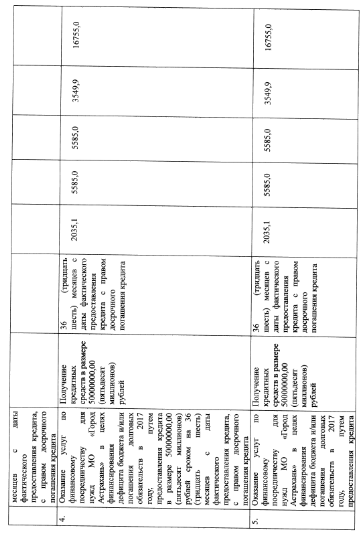 месяцев с даты
фактического
предоставления кредита,
с правом досрочного
погашения кредита
4.
Оказание услуг по
финансовому
посредничеству для
нужд МО «Город
Астрахань» в целях
финансирования
дефицита бюджета и/или
погашения долговых
обязательств в 2017
году, путем
предоставления кредита
в размере 50000000,00
(пятьдесят миллионов)
рублей сроком на 36
(тридцать шесть)
месяцев с даты
фактического
предоставления кредита,
с правом досрочного
погашения кредита
Получение
кредитных
средств в размере
50000000,00
(пятьдесят
миллионов)
рублей
36 (тридцать
шесть) месяцев с
даты фактического
предоставления
кредита с правом
досрочного
погашения кредита
2035,1
5585,0
5585,0
3549,9
16755,0
5.
Оказание услуг по
финансовому
посредничеству для
нужд МО «Город
Астрахань» в целях
финансирования
дефицита бюджета и/или
погашения долговых
обязательств в 2017
году, путем
предоставления кредита
Получение
кредитных
средств в размере
50000000,00
(пятьдесят
миллионов)
рублей
36 (тридцать
шесть) месяцев с
даты фактического
предоставления
кредита с правом
досрочного
погашения кредита
2035,1
5585,0
5585,0
3549,9
16755,0